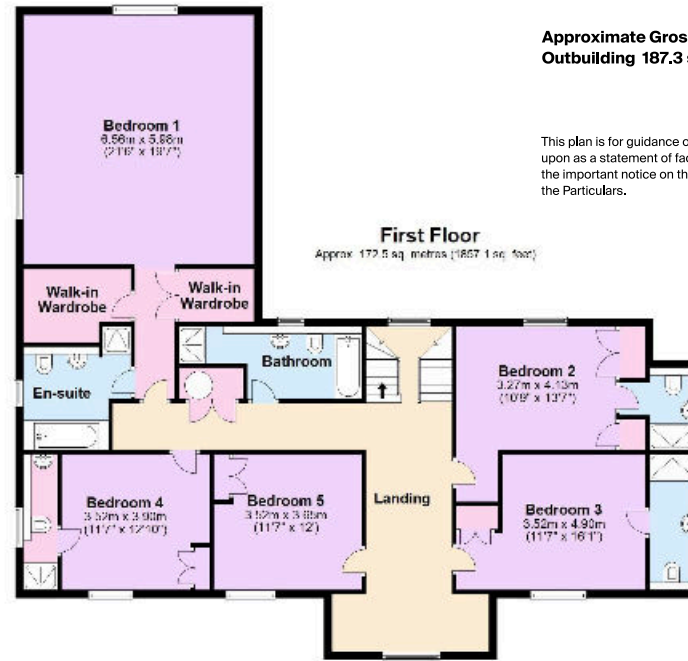 Approximate Gros
Outbuilding 187.3 s
This plan is for guidance o
upon as a statement of fac
the important notice on th
the Particulars.
First Floor
Approx. 172.5 sq. metres (1857.1 sq. feet)
Bedroom 1
6.56m x 5.98m
(21'6" x 19'7")
Walk-in
Wardrobe
Walk-in
Wardrobe
En-suite
Bathroom
Bedroom 2
3.27m x 4.13m
(10'9" x 13'7")
Bedroom 4
3.52m x 3.90m
(11'7" x 12'10")
Bedroom 5
3.52m x 3.65m
(11'7" x 12')
Landing
Bedroom 3
3.52m x 4.90m
(11'7" x 16'1")